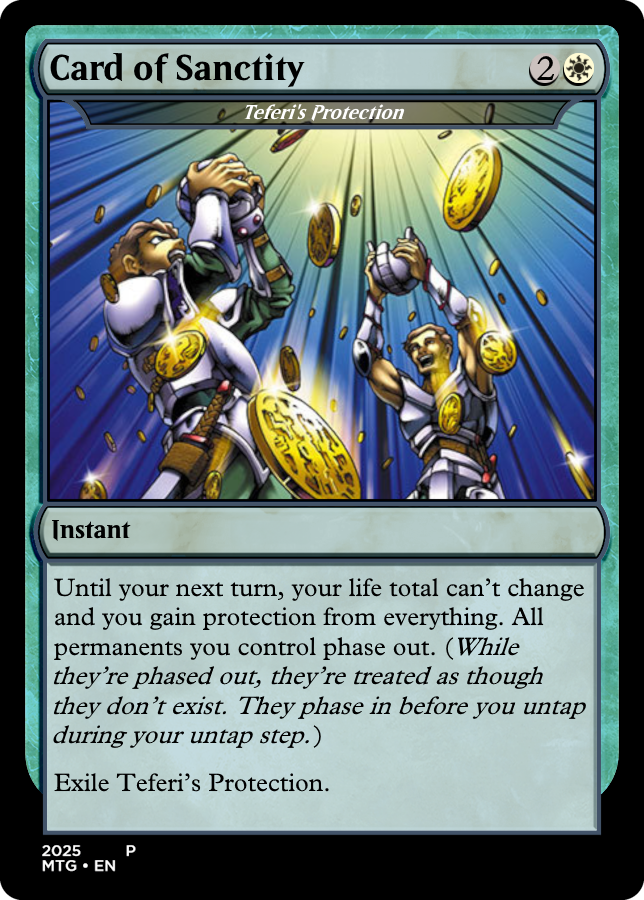 Card of Sanctity 2
Teferi's Protection
Instant
Until your next turn, your life total can't change
and you gain protection from everything. All
permanents you control phase out. (While
they're phased out, they're treated as though
they don't exist. They phase in before you untap
during your untap step.)
Exile Teferi's Protection.
2025 P
MTG • EN